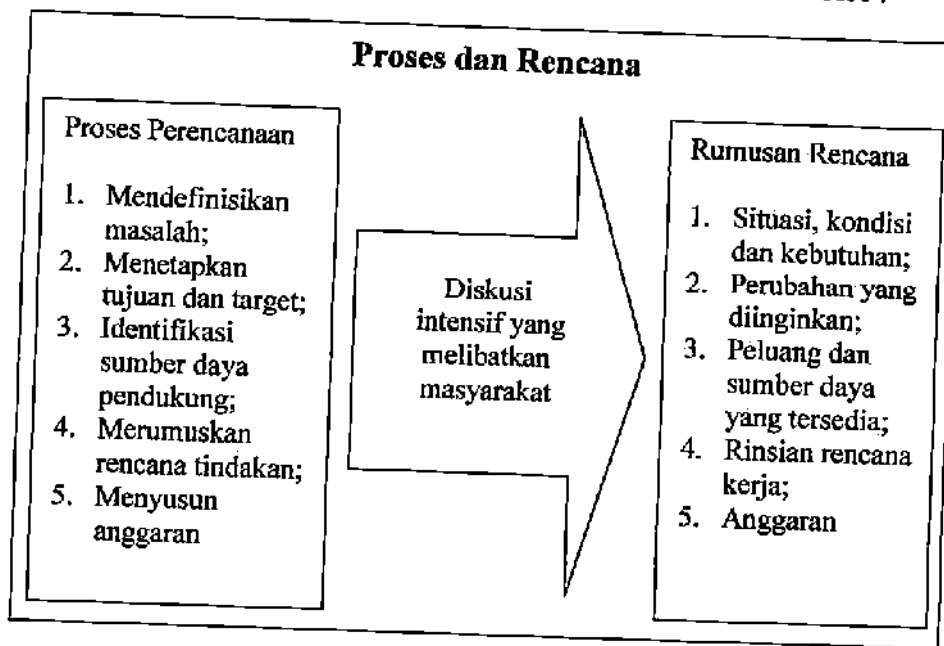 Proses dan Rencana
Proses Perencanaan
1. Mendefinisikan
masalah;
2. Menetapkan
tujuan dan target;
3. Identifikasi
sumber daya
pendukung;
4. Merumuskan
rencana tindakan;
5. Menyusun
anggaran
Diskusi
intensif yang
melibatkan
masyarakat
Rumusan Rencana
1. Situasi, kondisi
dan kebutuhan;
2. Perubahan yang
diinginkan;
3. Peluang dan
sumber daya
yang tersedia;
4. Rinsian rencana
kerja;
5. Anggaran